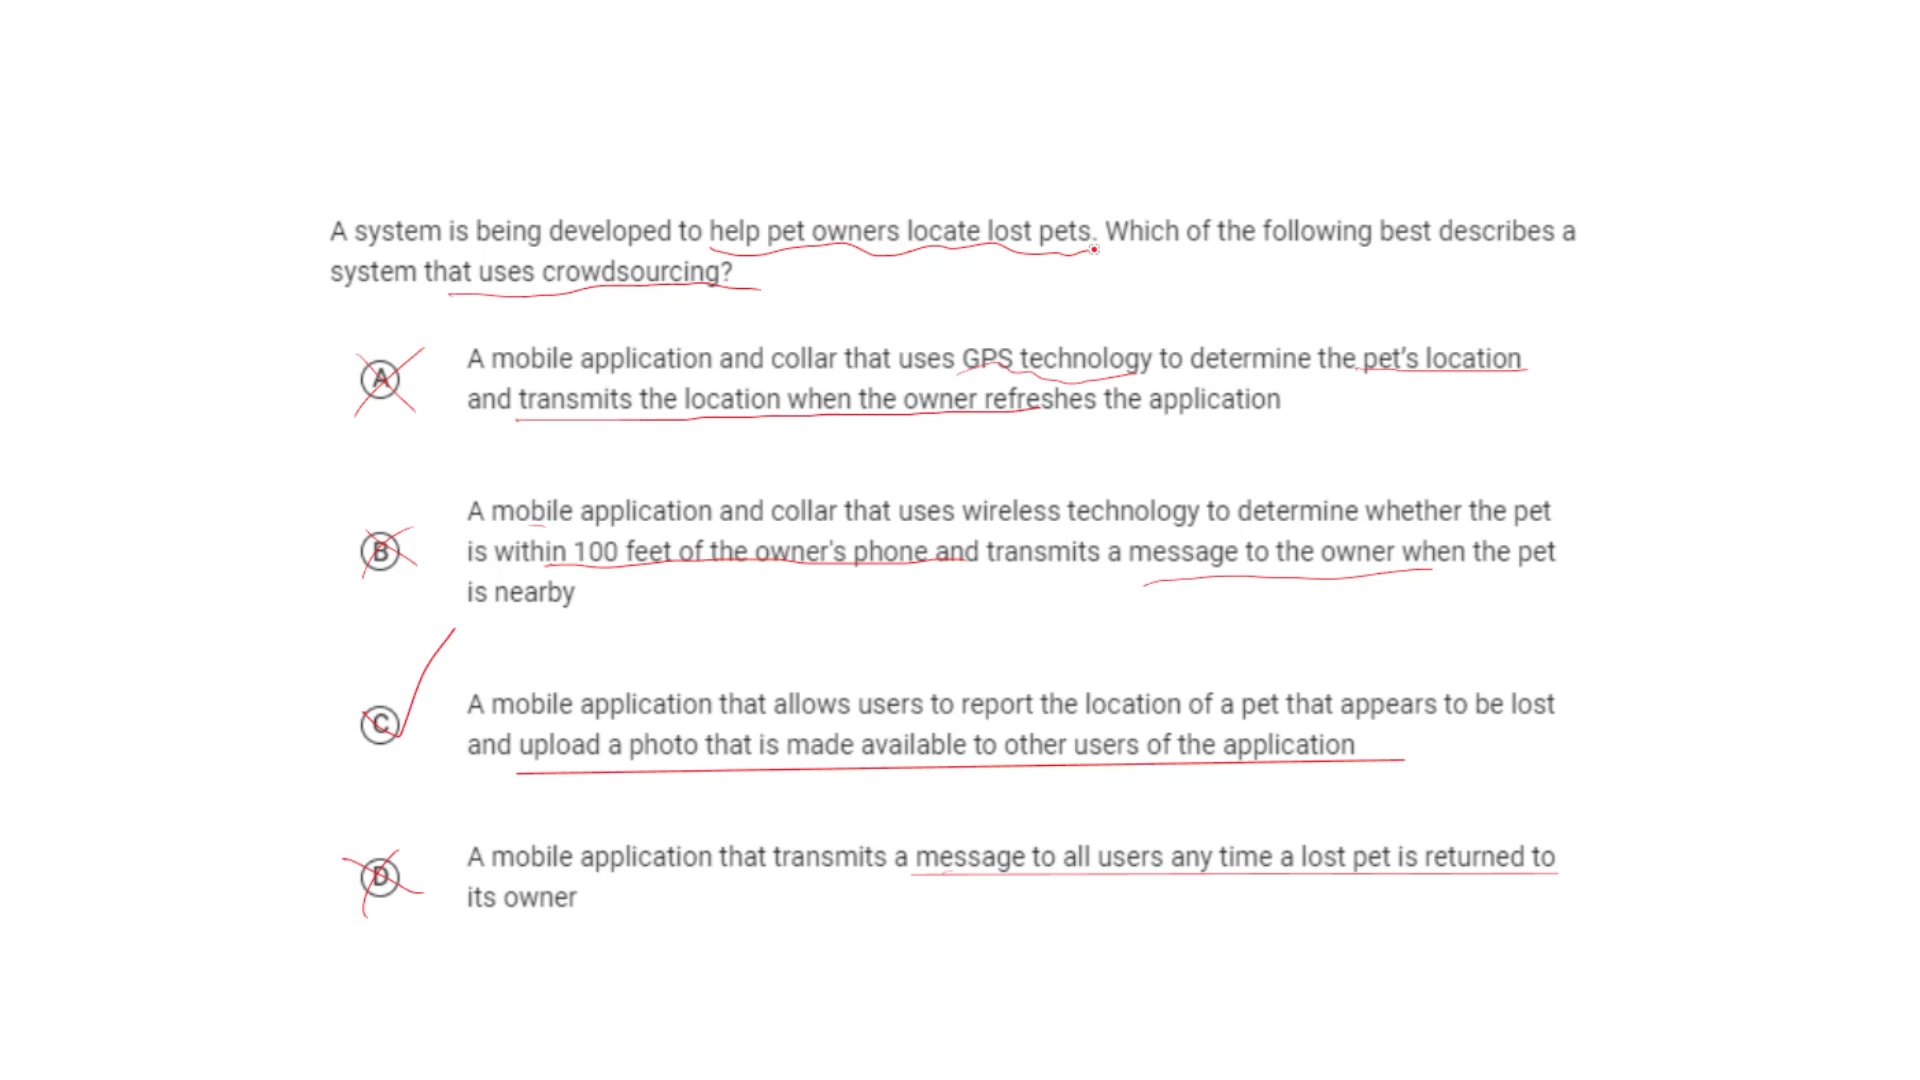 A system is being developed to help pet owners locate lost pets. Which of the following best describes a
system that uses crowdsourcing?
A
A mobile application and collar that uses GPS technology to determine the pet's location
and transmits the location when the owner refreshes the application
B
A mobile application and collar that uses wireless technology to determine whether the pet
is within 100 feet of the owner's phone and transmits a message to the owner when the pet
is nearby
C
A mobile application that allows users to report the location of a pet that appears to be lost
and upload a photo that is made available to other users of the application
D
A mobile application that transmits a message to all users any time a lost pet is returned to
its owner